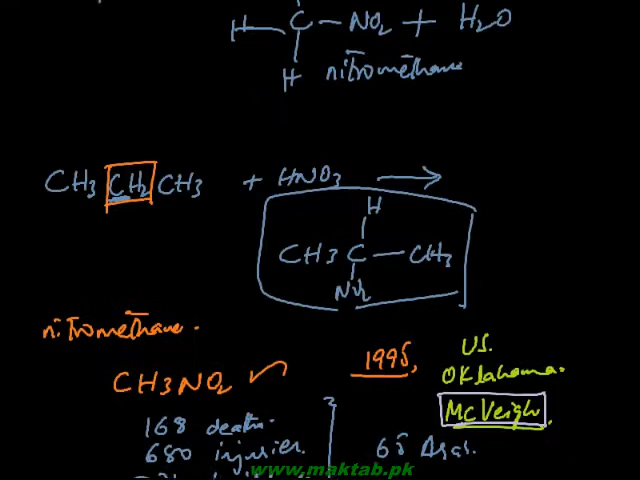 H — C — NO2 + H2O
H nitromethane
CH3 CH2 CH3 + HNO3 ⟶
H
CH3 C — CH3
NO2
nitromethane.
CH3NO2 ✓
1995,
US.
Oklahoma.
McVeigh.
168 death.
680 injuries.
www.maktab.pk